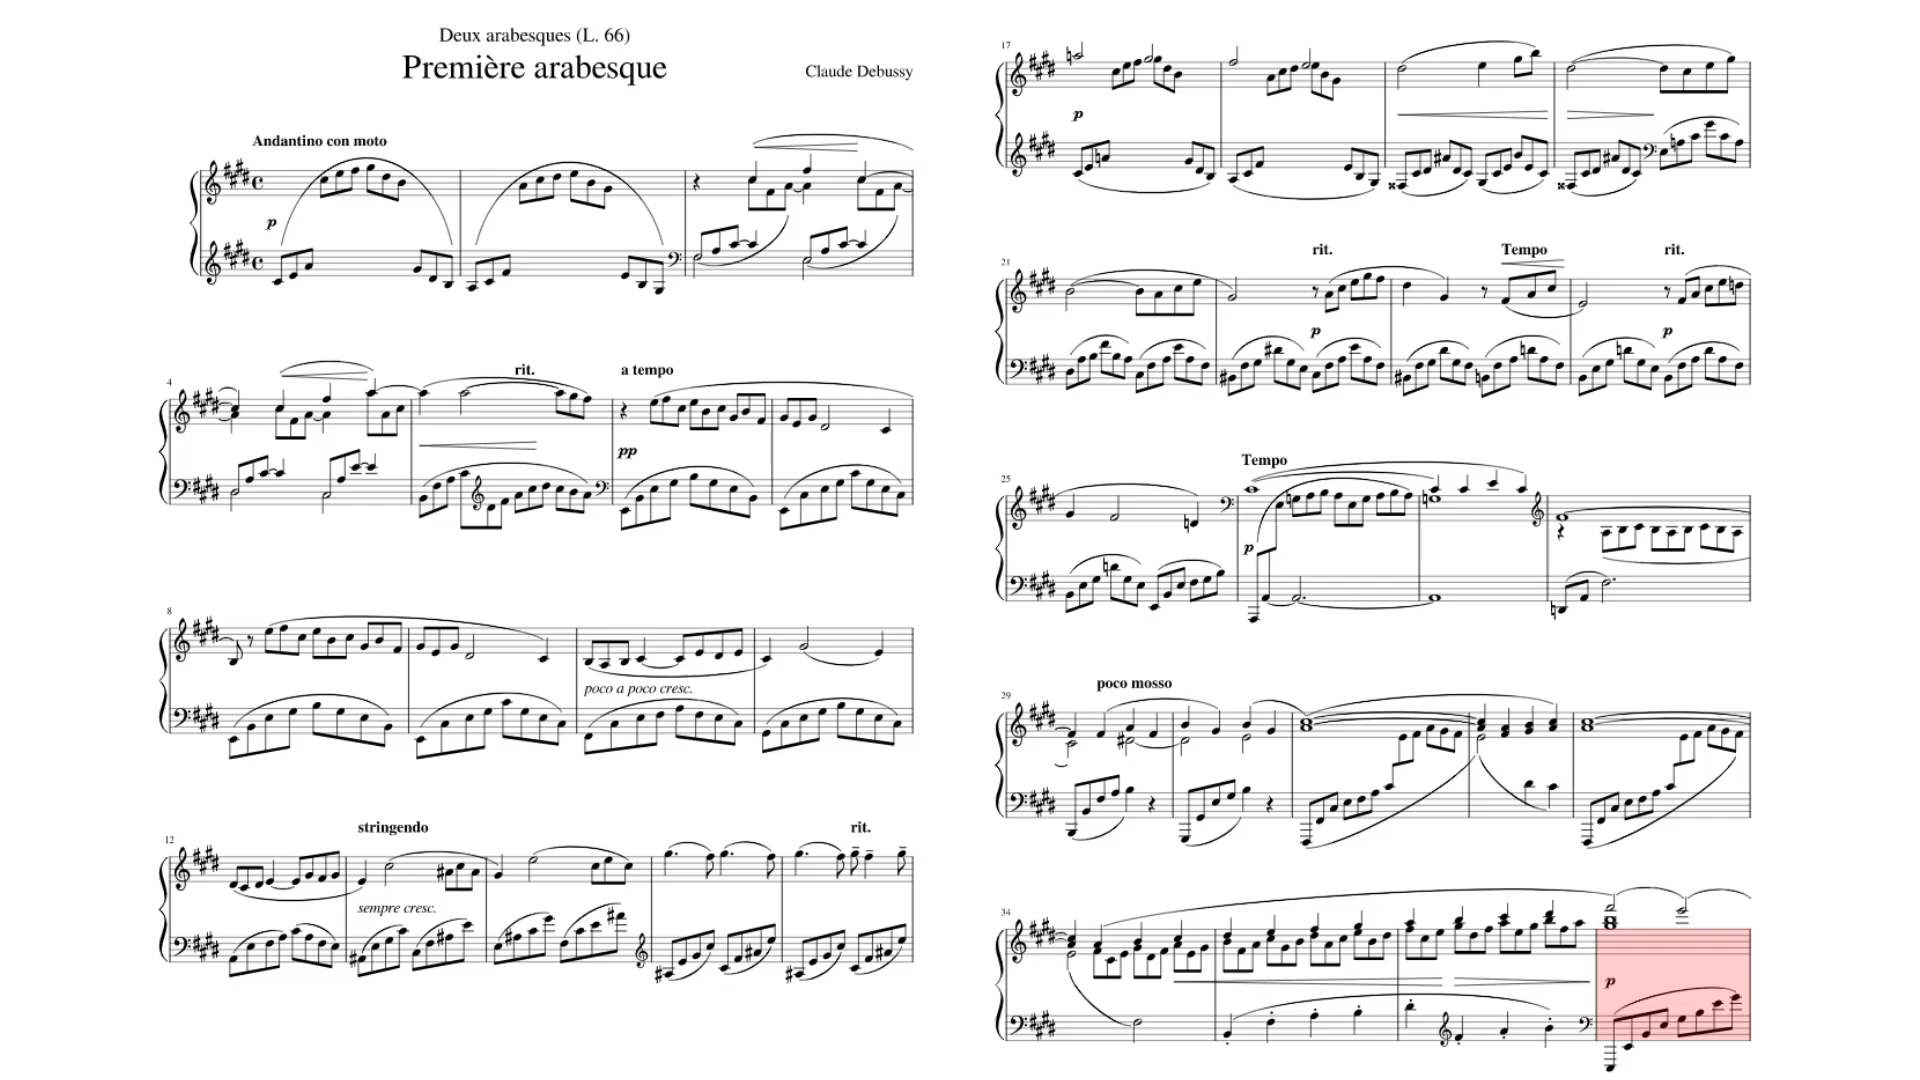 Deux arabesques (L. 66)
Première arabesque
Claude Debussy
Andantino con moto
p
4
rit.
a tempo
pp
8
poco a poco cresc.
12
stringendo
rit.
sempre cresc.
17
p
21
rit.
Tempo
rit.
p
p
25
Tempo
p
29
poco mosso
34
p